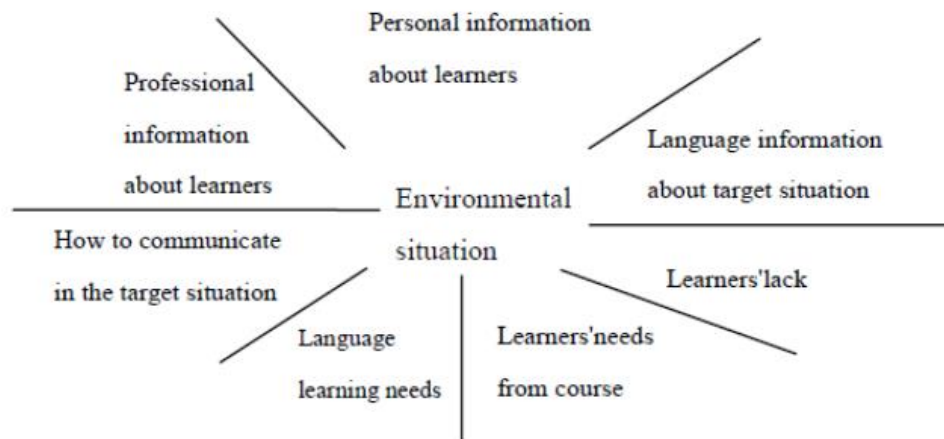 Personal information
about learners
Professional
information
about learners
Language information
about target situation
Environmental
situation
How to communicate
in the target situation
Learners'lack
Language
learning needs
Learners'needs
from course